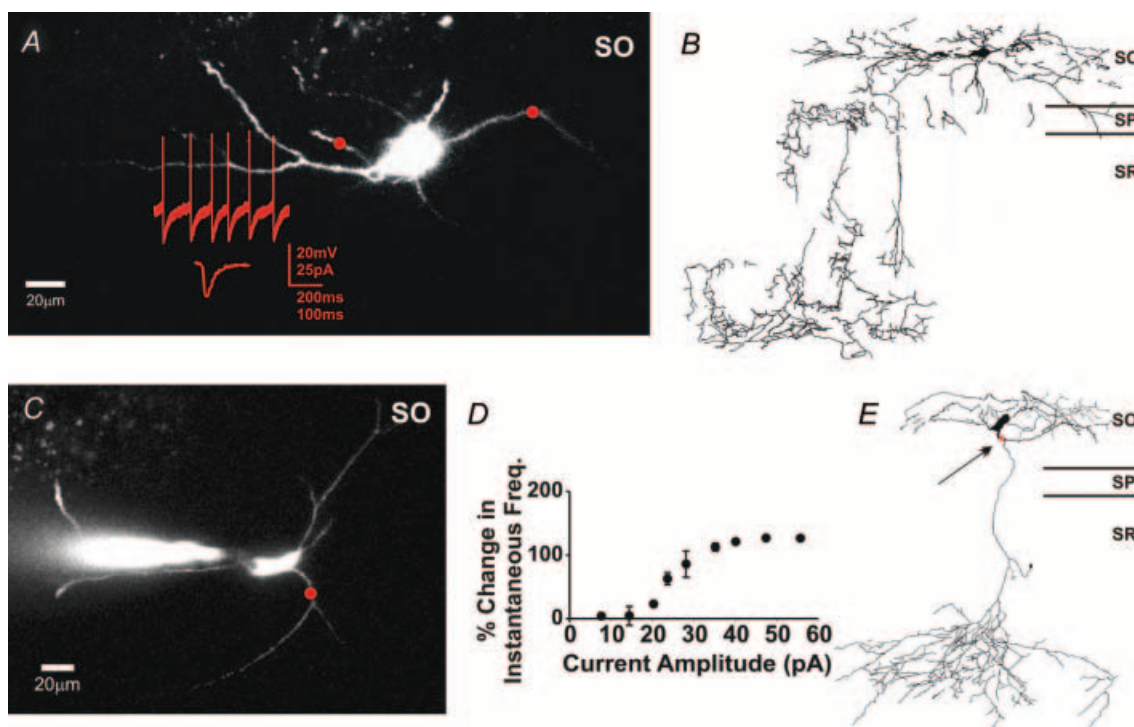 A
SO
20mV
25pA
200ms
100ms
20μm
B
SO
SP
SR
C
SO
20μm
D
% Change in
Instantaneous Freq.
200
100
0
0 10 20 30 40 50 60
Current Amplitude (pA)
E
SO
SP
SR